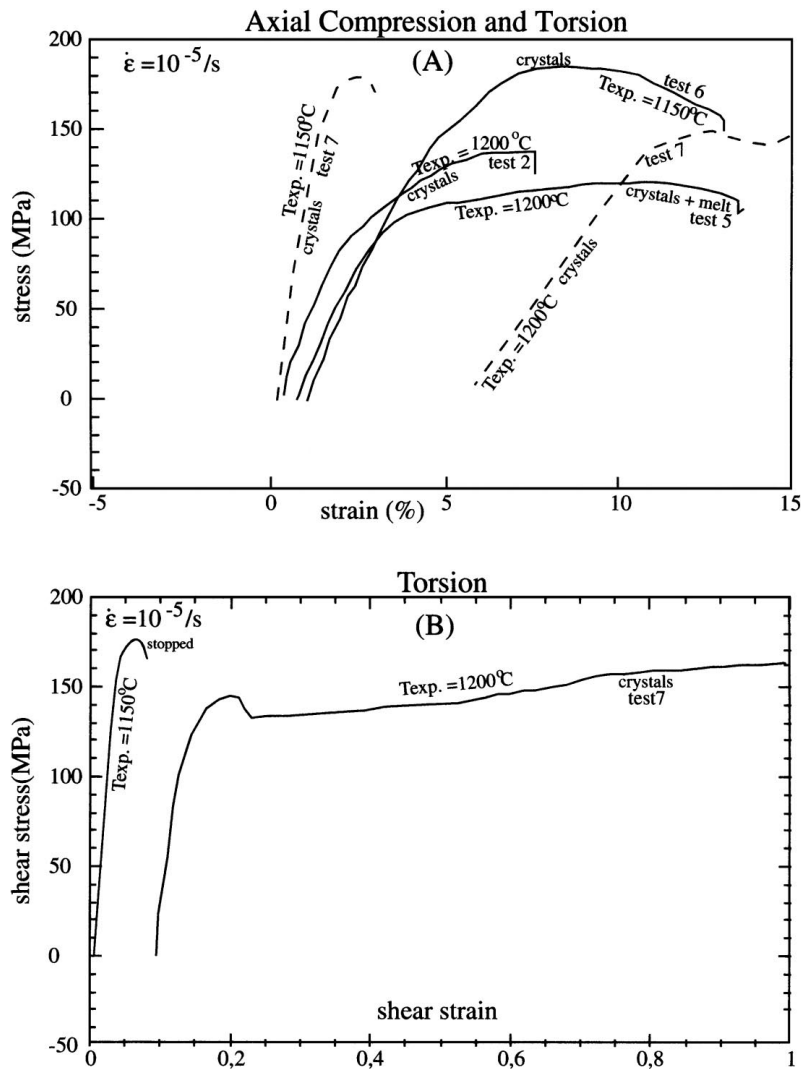 Axial Compression and Torsion
200
150
100
50
0
-50
stress (MPa)
ε̇ =10⁻⁵/s
(A)
Texp. =1150°C
crystals test 7
crystals
test 6
Texp. =1150°C
Texp. =1200°C
test 2
crystals
Texp. =1200°C
crystals + melt
test 5
test 7
crystals
Texp. =1200°C
-5
0
5
10
15
strain (%)
Torsion
200
150
100
50
0
-50
shear stress(MPa)
ε̇ =10⁻⁵/s
(B)
stopped
Texp. =1150°C
Texp. =1200°C
crystals
test7
shear strain
0
0,2
0,4
0,6
0,8
1